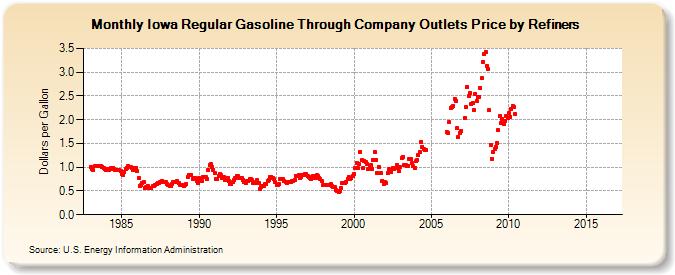 Monthly Iowa Regular Gasoline Through Company Outlets Price by Refiners
Dollars per Gallon
3.5
3.0
2.5
2.0
1.5
1.0
0.5
0.0
1985 1990 1995 2000 2005 2010 2015
Source: U.S. Energy Information Administration